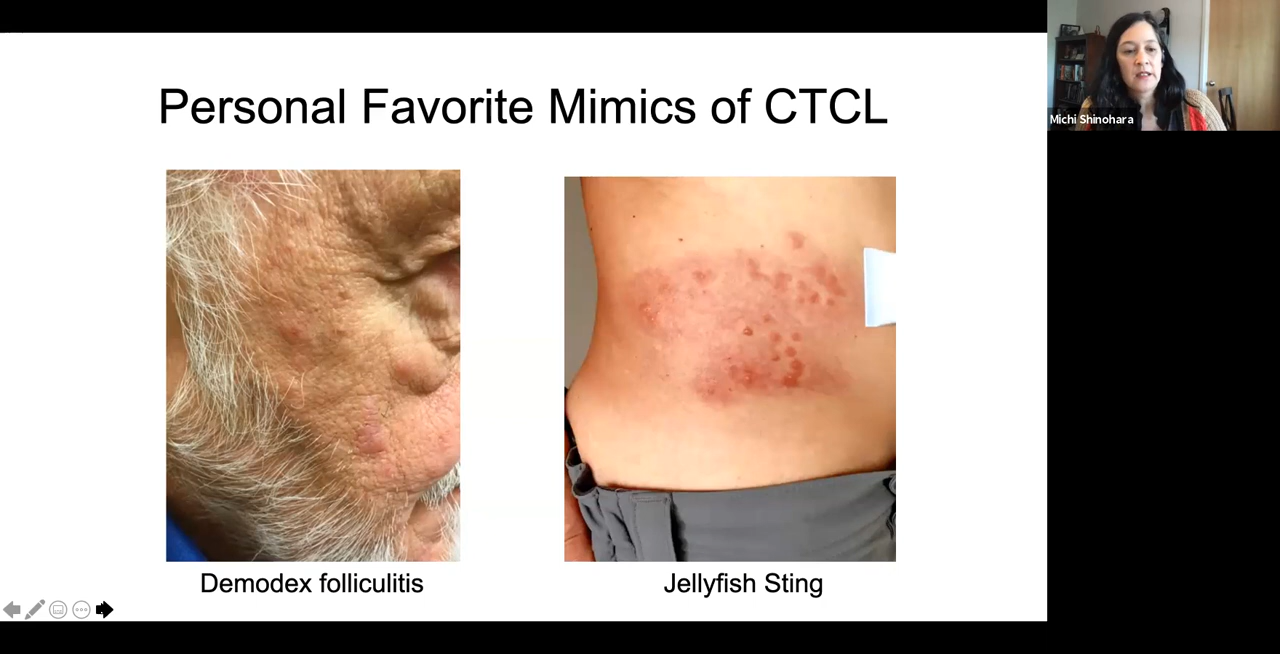 Personal Favorite Mimics of CTCL
Michi Shinohara
Demodex folliculitis
Jellyfish Sting